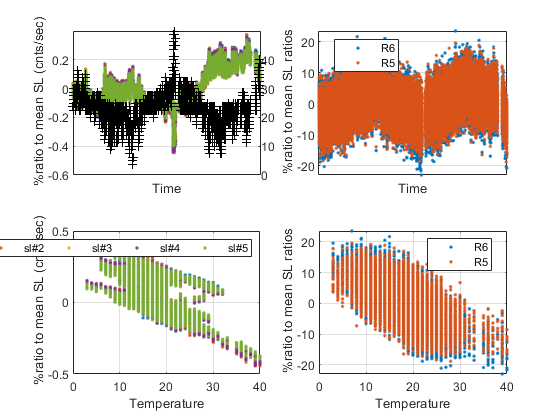 %ratio to mean SL (cnts/sec)
0.4
0.2
0
-0.2
-0.4
-0.6
40
30
20
10
0
Time
%ratio to mean SL ratios
20
10
0
-10
-20
R6
R5
Time
%ratio to mean SL
0.5
0
-0.5
sl#2 sl#3 sl#4 sl#5
0 10 20 30 40
Temperature
%ratio to mean SL ratios
20
10
0
-10
-20
R6
R5
0 10 20 30 40
Temperature